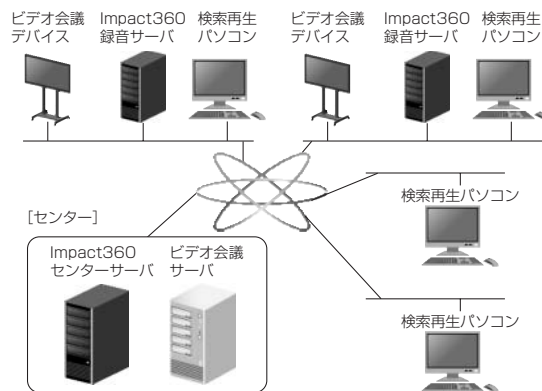 ビデオ会議
デバイス
Impact360
録音サーバ
検索再生
パソコン
ビデオ会議
デバイス
Impact360
録音サーバ
検索再生
パソコン
検索再生パソコン
[センター]
Impact360
センターサーバ
ビデオ会議
サーバ
検索再生パソコン